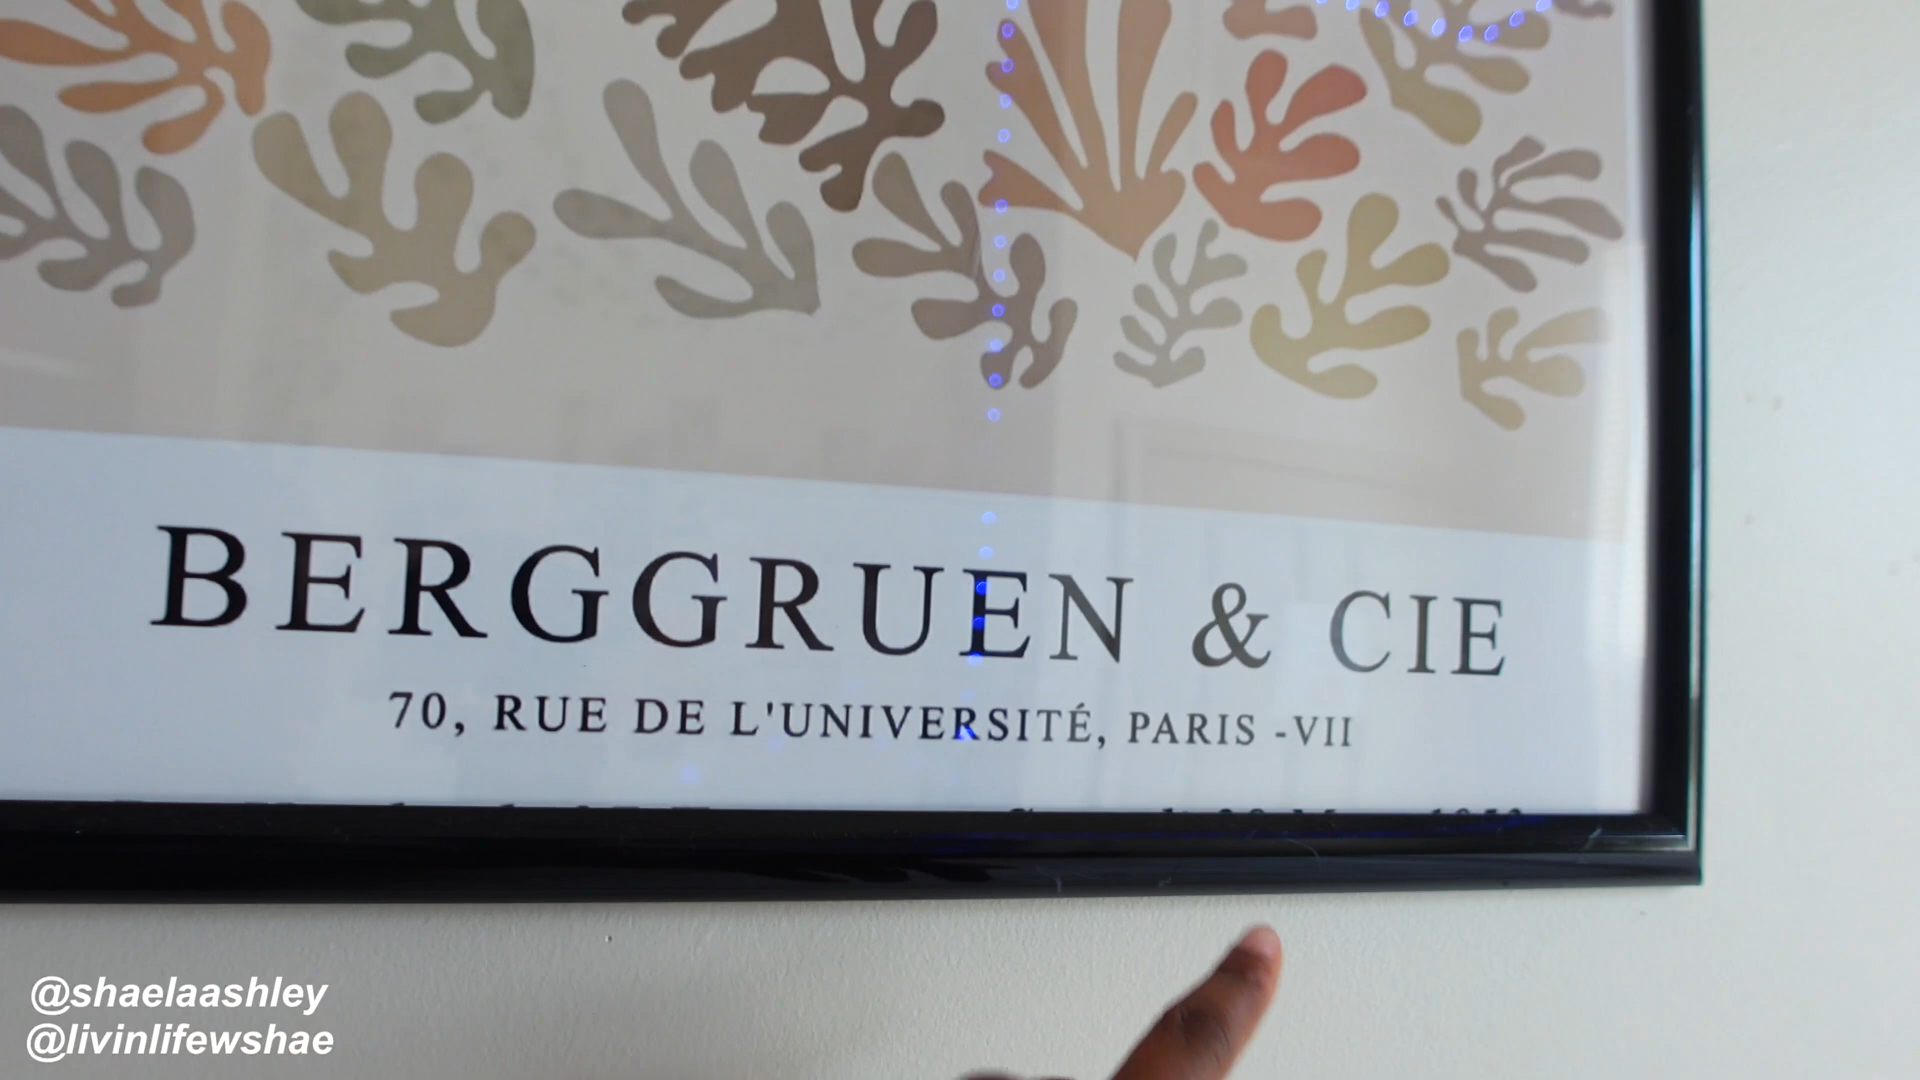 BERGGRUEN & CIE
70, RUE DE L'UNIVERSITÉ, PARIS -VII
@shaelaashley
@livinlifewshae